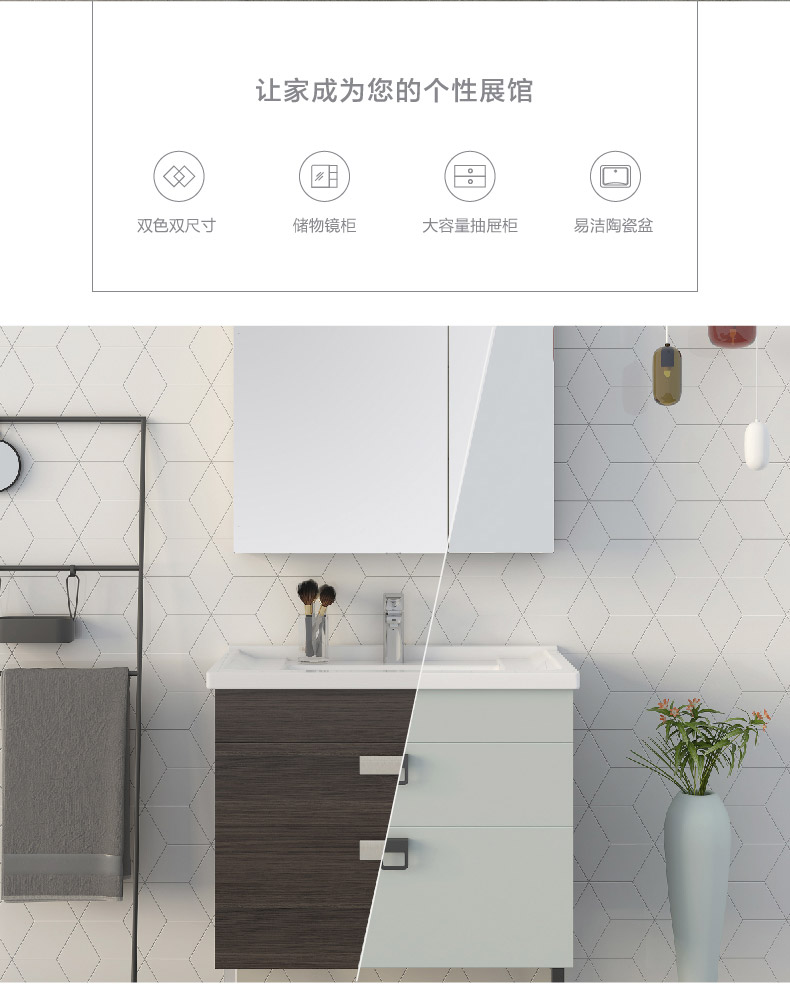 让家成为您的个性展馆
双色双尺寸
储物镜柜
大容量抽屉柜
易洁陶瓷盆